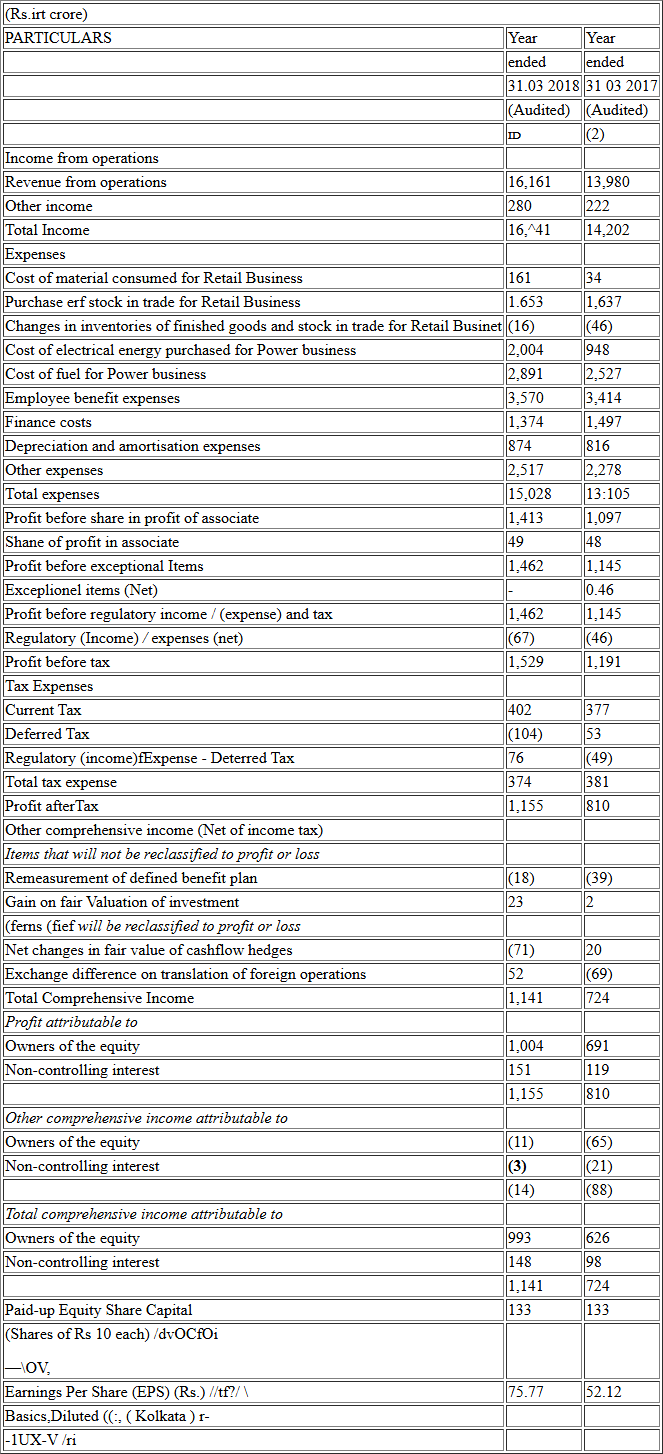 (Rs.irt crore)
PARTICULARS Year Year
ended ended
31.03 2018 31 03 2017
(Audited) (Audited)
ID (2)
Income from operations
Revenue from operations 16,161 13,980
Other income 280 222
Total Income 16,^41 14,202
Expenses
Cost of material consumed for Retail Business 161 34
Purchase erf stock in trade for Retail Business 1.653 1,637
Changes in inventories of finished goods and stock in trade for Retail Businet (16) (46)
Cost of electrical energy purchased for Power business 2,004 948
Cost of fuel for Power business 2,891 2,527
Employee benefit expenses 3,570 3,414
Finance costs 1,374 1,497
Depreciation and amortisation expenses 874 816
Other expenses 2,517 2,278
Total expenses 15,028 13:105
Profit before share in profit of associate 1,413 1,097
Shane of profit in associate 49 48
Profit before exceptional Items 1,462 1,145
Exceplionel items (Net) - 0.46
Profit before regulatory income / (expense) and tax 1,462 1,145
Regulatory (Income) / expenses (net) (67) (46)
Profit before tax 1,529 1,191
Tax Expenses
Current Tax 402 377
Deferred Tax (104) 53
Regulatory (income)fExpense - Deterred Tax 76 (49)
Total tax expense 374 381
Profit afterTax 1,155 810
Other comprehensive income (Net of income tax)
Items that will not be reclassified to profit or loss
Remeasurement of defined benefit plan (18) (39)
Gain on fair Valuation of investment 23 2
(ferns (fief will be reclassified to profit or loss
Net changes in fair value of cashflow hedges (71) 20
Exchange difference on translation of foreign operations 52 (69)
Total Comprehensive Income 1,141 724
Profit attributable to
Owners of the equity 1,004 691
Non-controlling interest 151 119
1,155 810
Other comprehensive income attributable to
Owners of the equity (11) (65)
Non-controlling interest (3) (21)
(14) (88)
Total comprehensive income attributable to
Owners of the equity 993 626
Non-controlling interest 148 98
1,141 724
Paid-up Equity Share Capital 133 133
(Shares of Rs 10 each) /dvOCfOi
—\OV,
Earnings Per Share (EPS) (Rs.) //tf?/ \ 75.77 52.12
Basics,Diluted ((:, ( Kolkata ) r-
-1UX-V /ri